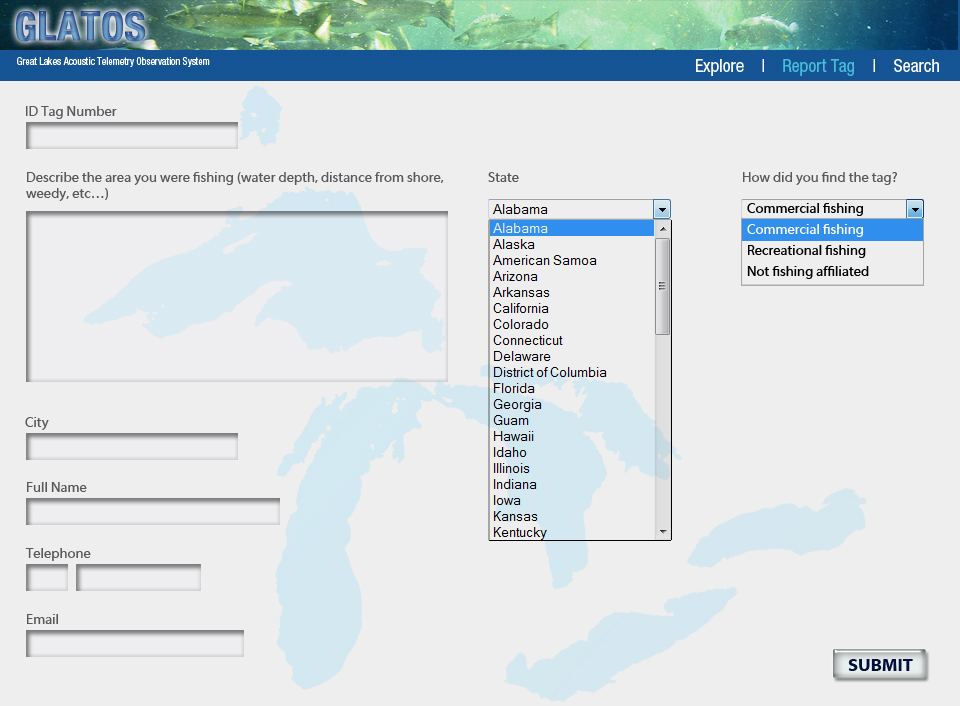 GLATOS
Great Lakes Acoustic Telemetry Observation System
Explore | Report Tag | Search
ID Tag Number
Describe the area you were fishing (water depth, distance from shore,
weedy, etc...)
State
Alabama
Alabama
Alaska
American Samoa
Arizona
Arkansas
California
Colorado
Connecticut
Delaware
District of Columbia
Florida
Georgia
Guam
Hawaii
Idaho
Illinois
Indiana
Iowa
Kansas
Kentucky
How did you find the tag?
Commercial fishing
Commercial fishing
Recreational fishing
Not fishing affiliated
City
Full Name
Telephone
Email
SUBMIT